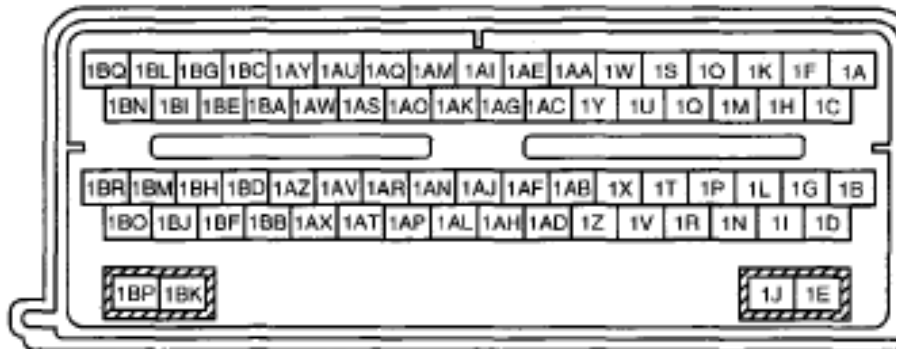 1BQ 1BL 1BG 1BC 1AY 1AU 1AQ 1AM 1AI 1AE 1AA 1W 1S 1O 1K 1F 1A
1BN 1BI 1BE 1BA 1AW 1AS 1AO 1AK 1AG 1AC 1Y 1U 1Q 1M 1H 1C
1BR 1BM 1BH 1BD 1AZ 1AV 1AR 1AN 1AJ 1AF 1AB 1X 1T 1P 1L 1G 1B
1BO 1BJ 1BF 1BB 1AX 1AT 1AP 1AL 1AH 1AD 1Z 1V 1R 1N 1I 1D
1BP 1BK 1J 1E